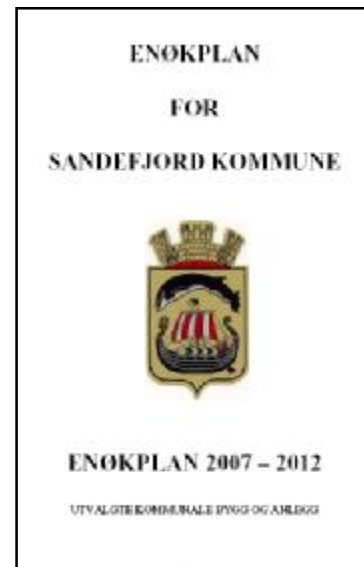 ENØKPLAN
FOR
SANDEFJORD KOMMUNE
ENØKPLAN 2007 – 2012
UTVALGTE KOMMUNALE BYGG OG ANLEGG